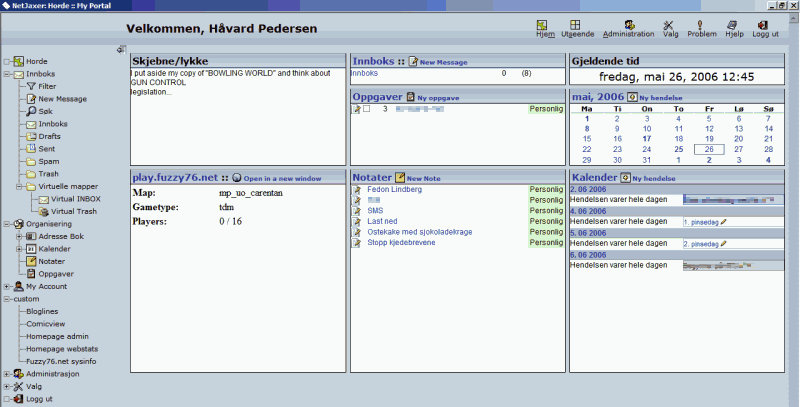 NetJaxer: Horde :: My Portal
Velkommen, Håvard Pedersen
Hjem Utseende Administration Valg Problem Hjelp Logg ut
Horde
Innboks
Filter
New Message
Søk
Innboks
Drafts
Sent
Spam
Trash
Virtuelle mapper
Virtual INBOX
Virtual Trash
Organisering
Adresse Bok
Kalender
Notater
Oppgaver
My Account
custom
Bloglines
Comicview
Homepage admin
Homepage webstats
Fuzzy76.net sysinfo
Administrasjon
Valg
Logg ut
Skjebne/lykke
I put aside my copy of "BOWLING WORLD" and think about
GUN CONTROL
legislation...
Innboks :: New Message
Innboks 0 (8)
Oppgaver Ny oppgave
3 Personlig
Gjeldende tid
fredag, mai 26, 2006 12:45
mai, 2006 Ny hendelse
Ma Ti On To Fr Lø Sø
1 2 3 4 5 6 7
8 9 10 11 12 13 14
15 16 17 18 19 20 21
22 23 24 25 26 27 28
29 30 31 1 2 3 4
play.fuzzy76.net :: Open in a new window
Map: mp_uo_carentan
Gametype: tdm
Players: 0 / 16
Notater New Note
Fedon Lindberg Personlig
Personlig
SMS Personlig
Last ned Personlig
Ostekake med sjokoladekrage Personlig
Stopp kjedebrevene Personlig
Kalender Ny hendelse
2. 06 2006
Hendelsen varer hele dagen
4. 06 2006
Hendelsen varer hele dagen 1. pinsedag
5. 06 2006
Hendelsen varer hele dagen 2. pinsedag
6. 06 2006
Hendelsen varer hele dagen